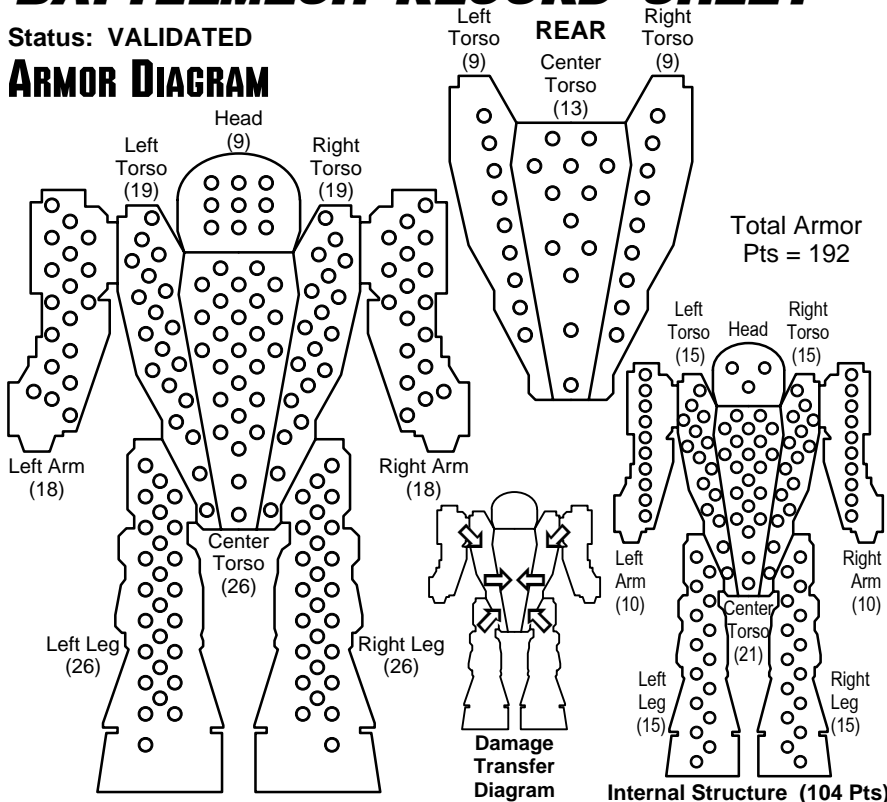 BATTLEMECH RECORD SHEET
Status: VALIDATED
ARMOR DIAGRAM
Head
(9)
Left
Torso
(19)
Right
Torso
(19)
Left Arm
(18)
Right Arm
(18)
Center
Torso
(26)
Left Leg
(26)
Right Leg
(26)
Left
Torso
(9)
REAR
Center
Torso
(13)
Right
Torso
(9)
Total Armor
Pts = 192
Left
Torso
(15)
Head
Right
Torso
(15)
Left
Arm
(10)
Right
Arm
(10)
Center
Torso
(21)
Left
Leg
(15)
Right
Leg
(15)
Damage
Transfer
Diagram
Internal Structure (104 Pts)